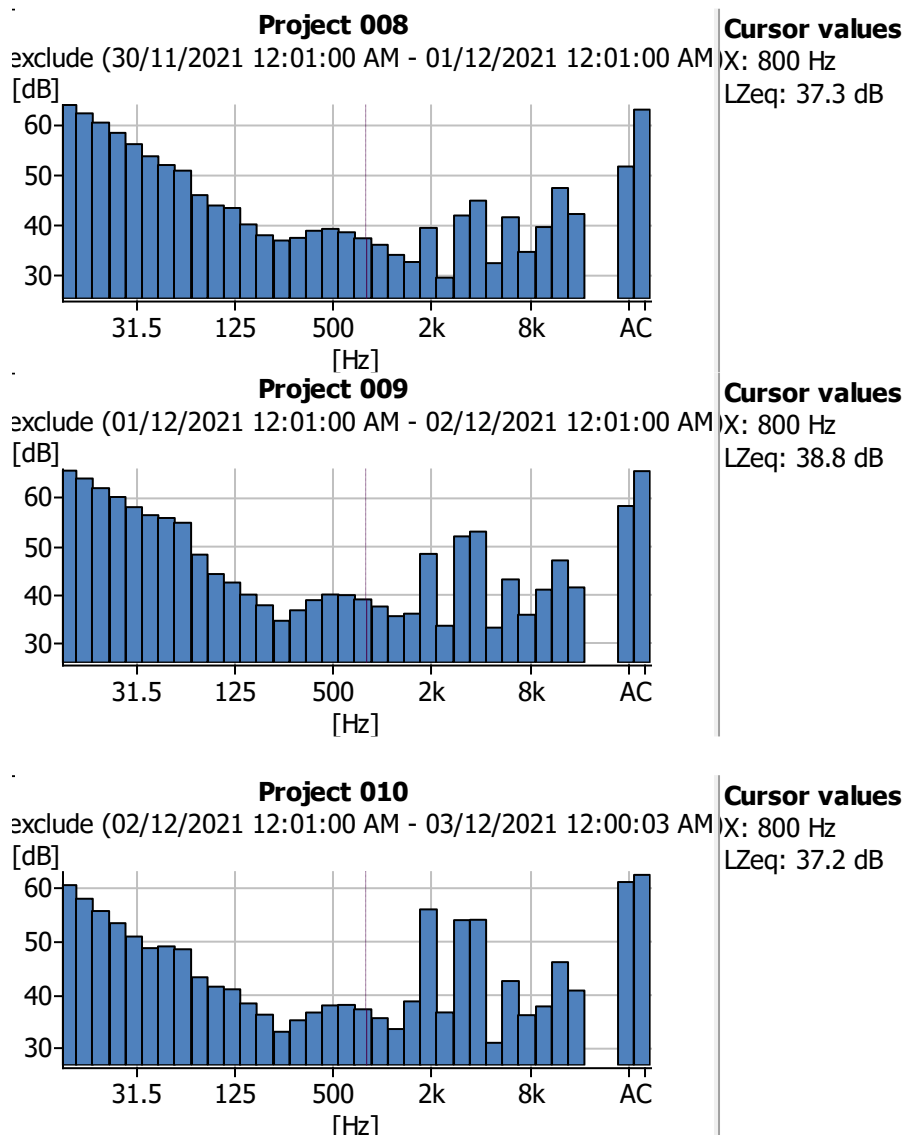 Project 008
exclude (30/11/2021 12:01:00 AM - 01/12/2021 12:01:00 AM)
[dB]
60
50
40
30
31.5 125 500 2k 8k AC
[Hz]
Cursor values
X: 800 Hz
LZeq: 37.3 dB
Project 009
exclude (01/12/2021 12:01:00 AM - 02/12/2021 12:01:00 AM)
[dB]
60
50
40
30
31.5 125 500 2k 8k AC
[Hz]
Cursor values
X: 800 Hz
LZeq: 38.8 dB
Project 010
exclude (02/12/2021 12:01:00 AM - 03/12/2021 12:00:03 AM)
[dB]
60
50
40
30
31.5 125 500 2k 8k AC
[Hz]
Cursor values
X: 800 Hz
LZeq: 37.2 dB